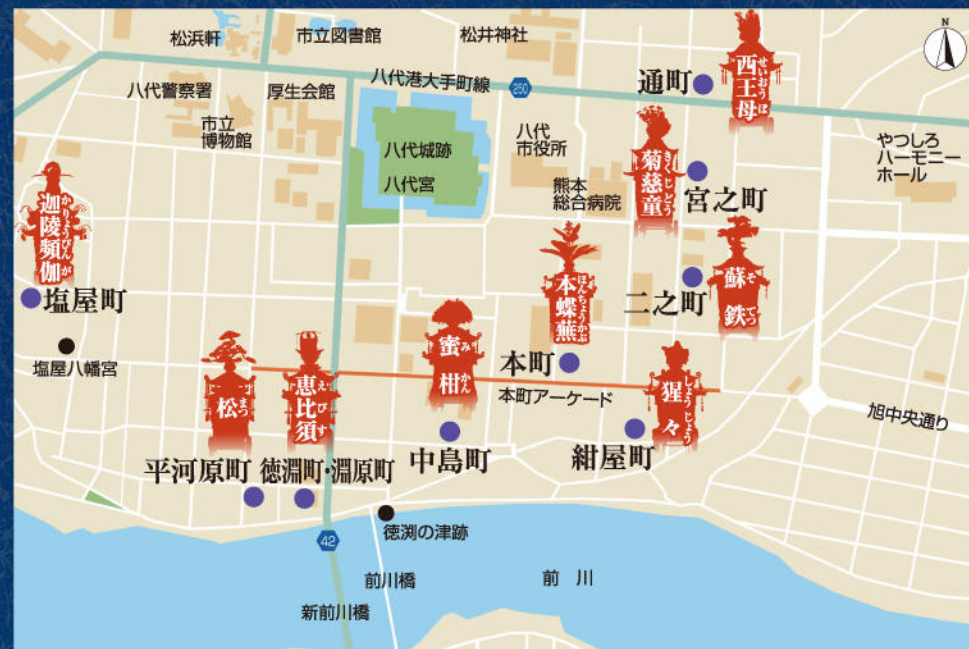 N
松浜軒
市立図書館
松井神社
八代港大手町線
250
通町
せいおうぼ
西王母
八代警察署
厚生会館
市立
博物館
八代城跡
八代宮
八代
市役所
熊本
総合病院
きくじどう
菊慈童
宮之町
やつしろ
ハーモニー
ホール
かりょうびんが
迦陵頻伽
塩屋町
塩屋八幡宮
ほんちょうかぶ
本蝶蕪
本町
本町アーケード
二之町
そてつ
蘇鉄
まつ
松
平河原町
えびす
恵比須
徳淵町・淵原町
みかん
蜜柑
中島町
しょうじょう
猩々
紺屋町
旭中央通り
徳渕の津跡
42
前川橋
新前川橋
前 川